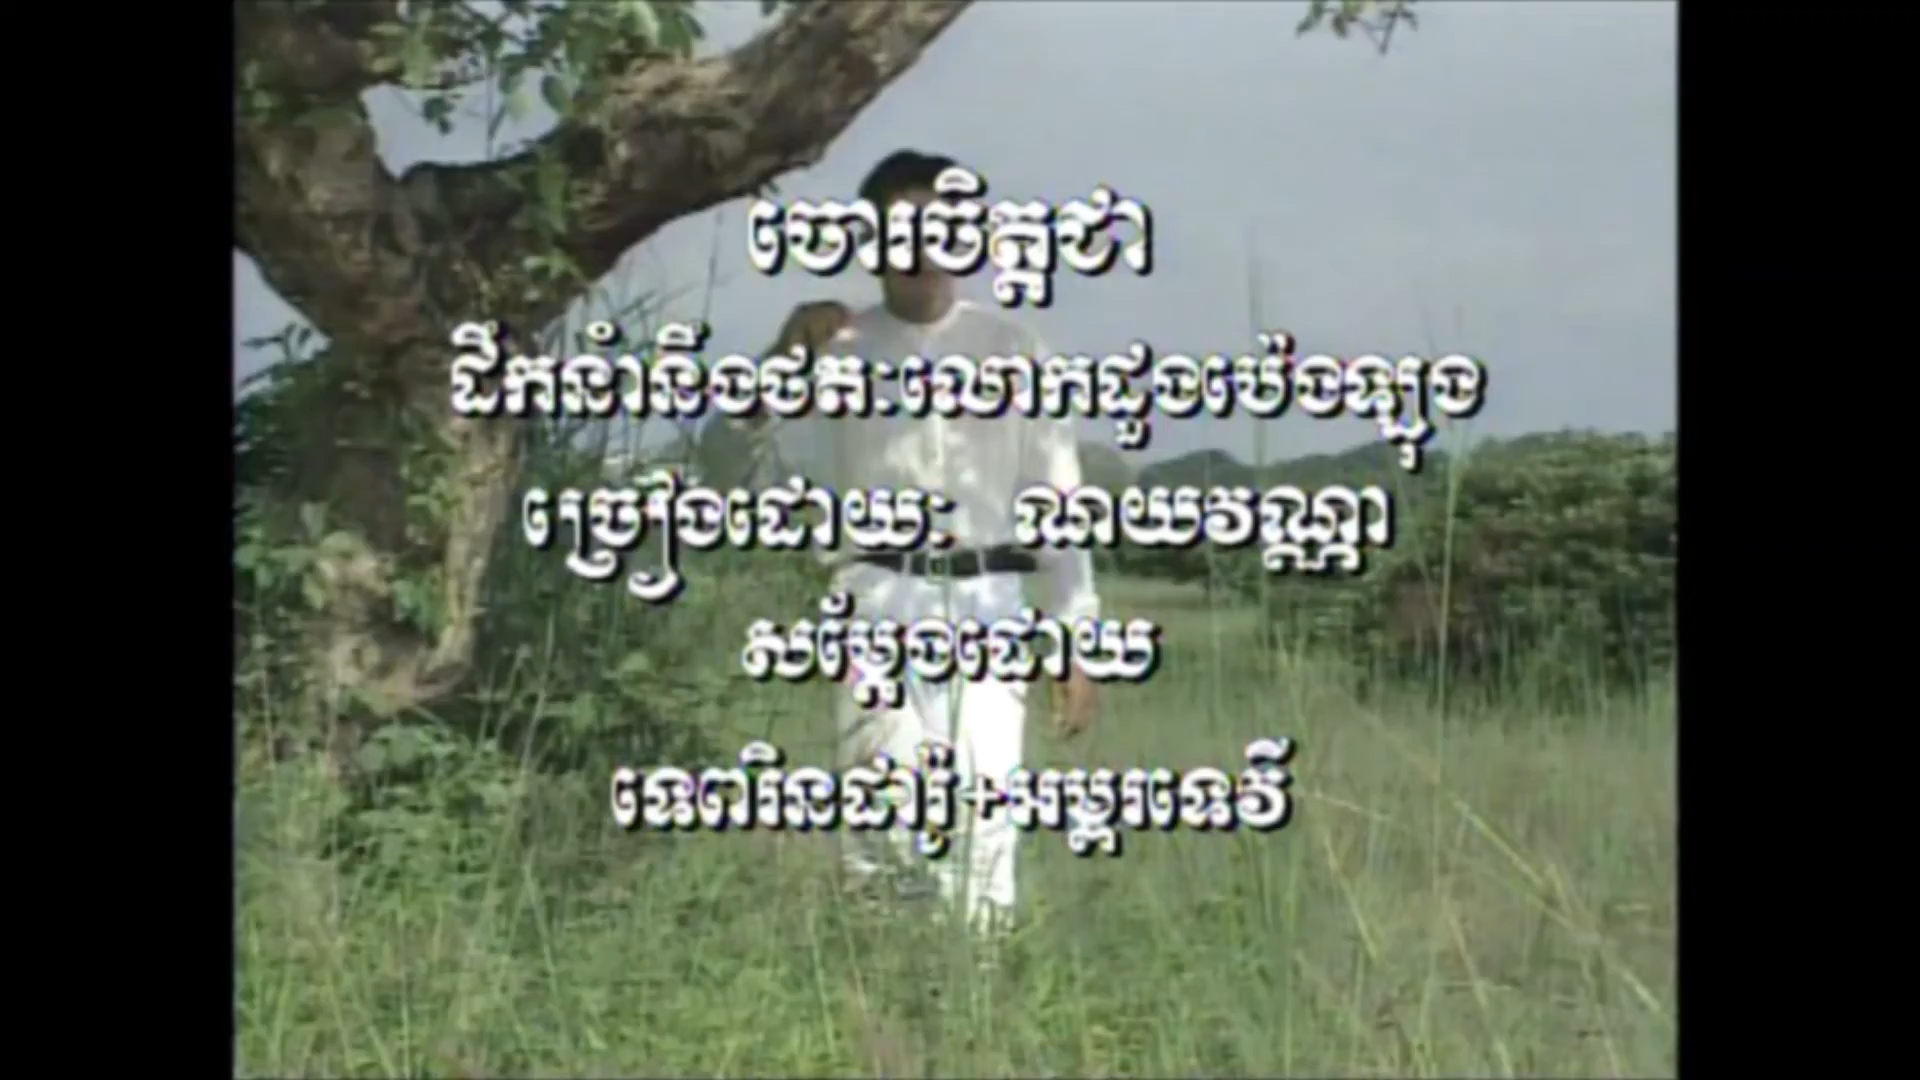 ចោរចិត្តជា
ដឹកនំានឹងថតៈលោកដួងប៉េងឡុង
ច្រៀងដោយៈ ណយវណ្ណា
សម្ដែងដោយ
ទេពរិនដារ៉ូ+អម្ពរទេវី